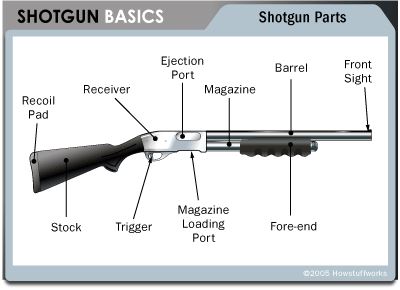 SHOTGUN BASICS
Shotgun Parts
Ejection
Port
Barrel
Front
Sight
Receiver
Magazine
Recoil
Pad
Stock
Trigger
Magazine
Loading
Port
Fore-end
©2005 Howstuffworks